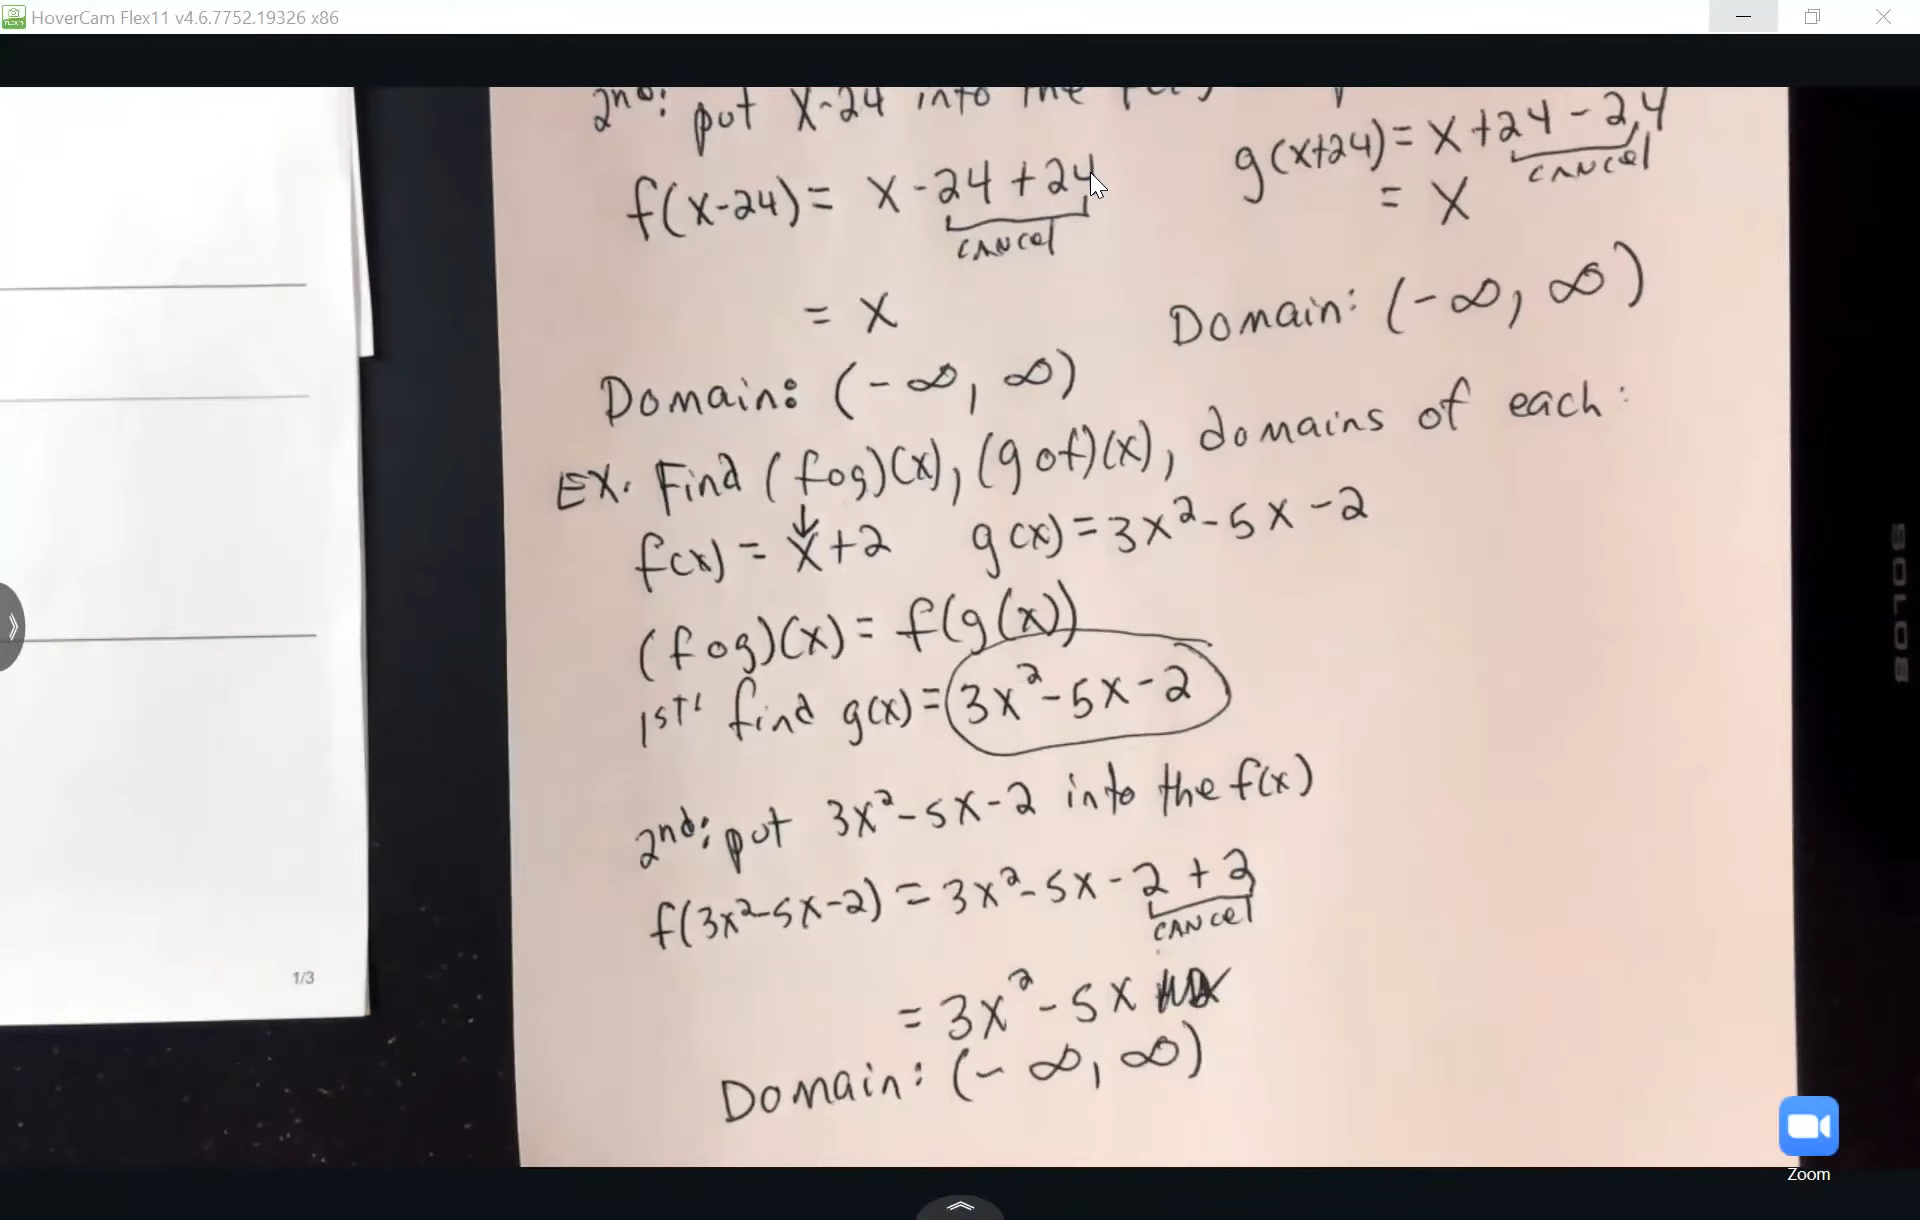 HoverCam Flex11 v4.6.7752.19326 x86
2nd: put x-24 into the
f(x-24) = x - 24 + 24
cancel
= x
Domain: (-∞, ∞)
g(x+24) = x + 24 - 24
cancel
= x
Domain: (-∞, ∞)
EX. Find (f∘g)(x), (g∘f)(x), domains of each:
f(x) = x+2 g(x) = 3x²-5x-2
(f∘g)(x) = f(g(x))
1st: find g(x) = 3x²-5x-2
2nd: put 3x²-5x-2 into the f(x)
f(3x²-5x-2) = 3x²-5x-2+2
cancel
= 3x²-5x
Domain: (-∞, ∞)
1/3
SOLO8
Zoom